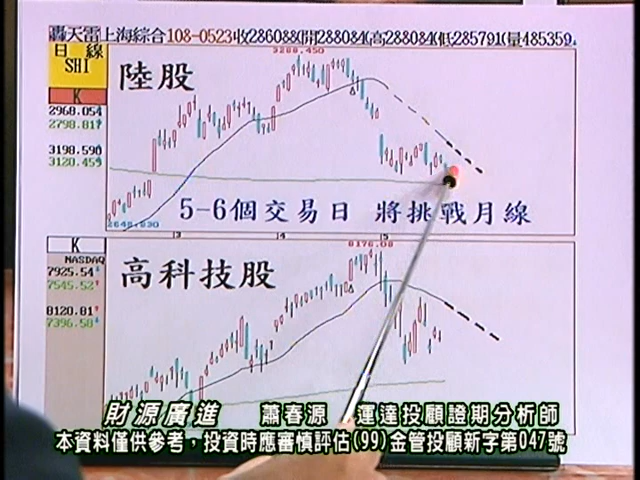 轟天雷上海綜合108-0523收286088(開288084(高288084(低285791(量485359
日線
SHI
陸股
3288.450
K
2968.054
2798.817
3198.590
3120.459
5-6個交易日 將挑戰月線
2648.830
3 4 5
K
8176.08
NASDAQ
高科技股
7925.54
7545.52
8120.81
7396.58
財源廣進 蕭春源 運達投顧證期分析師
本資料僅供參考,投資時應審慎評估(99)金管投顧新字第047號